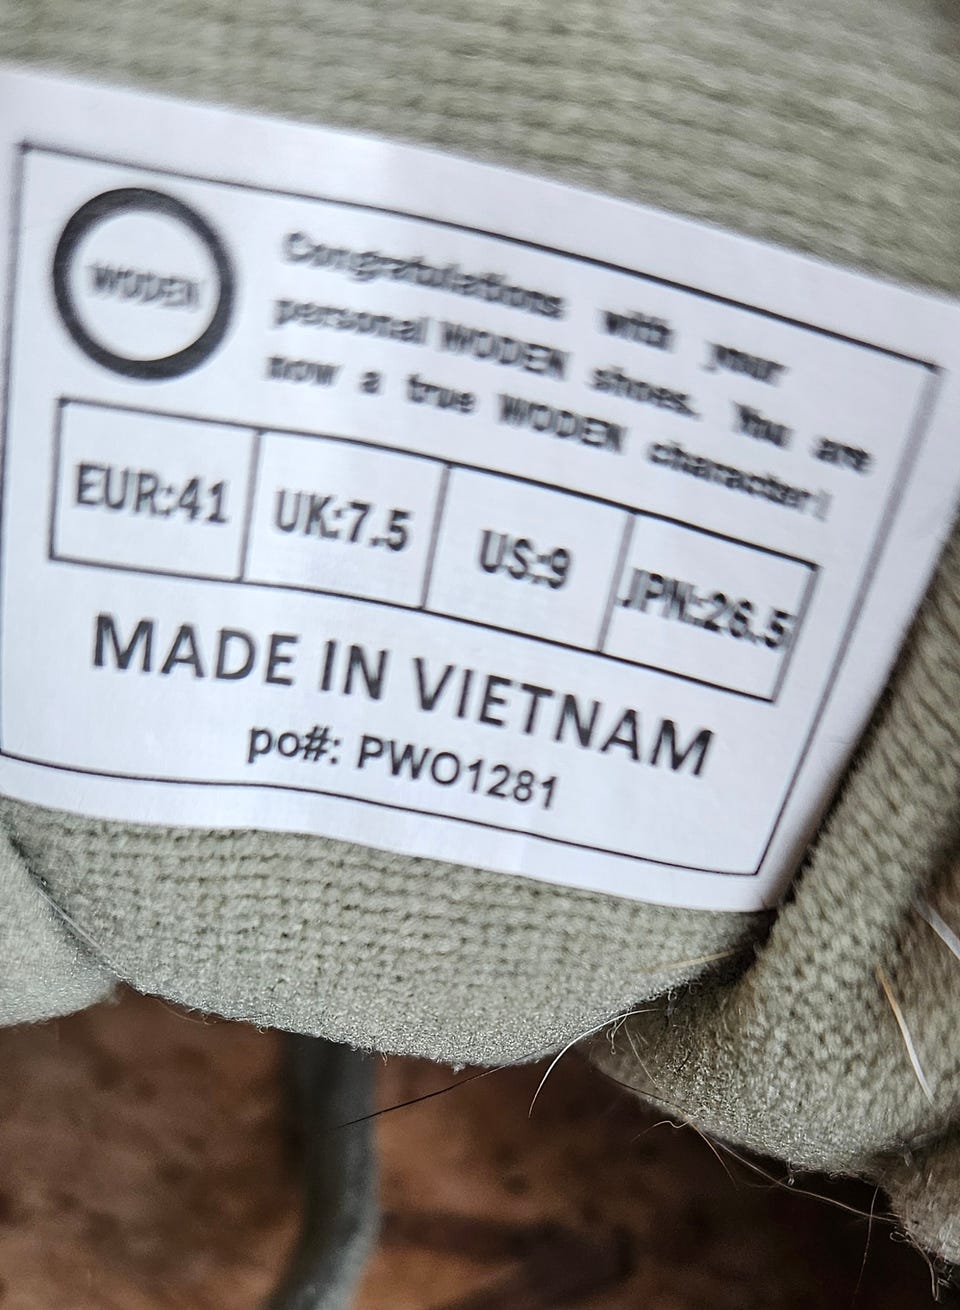 WODEN
Congratulations with your
personal WODEN shoes. You are
now a true WODEN character!
EUR:41 UK:7.5 US:9 JPN:26.5
MADE IN VIETNAM
po#: PWO1281